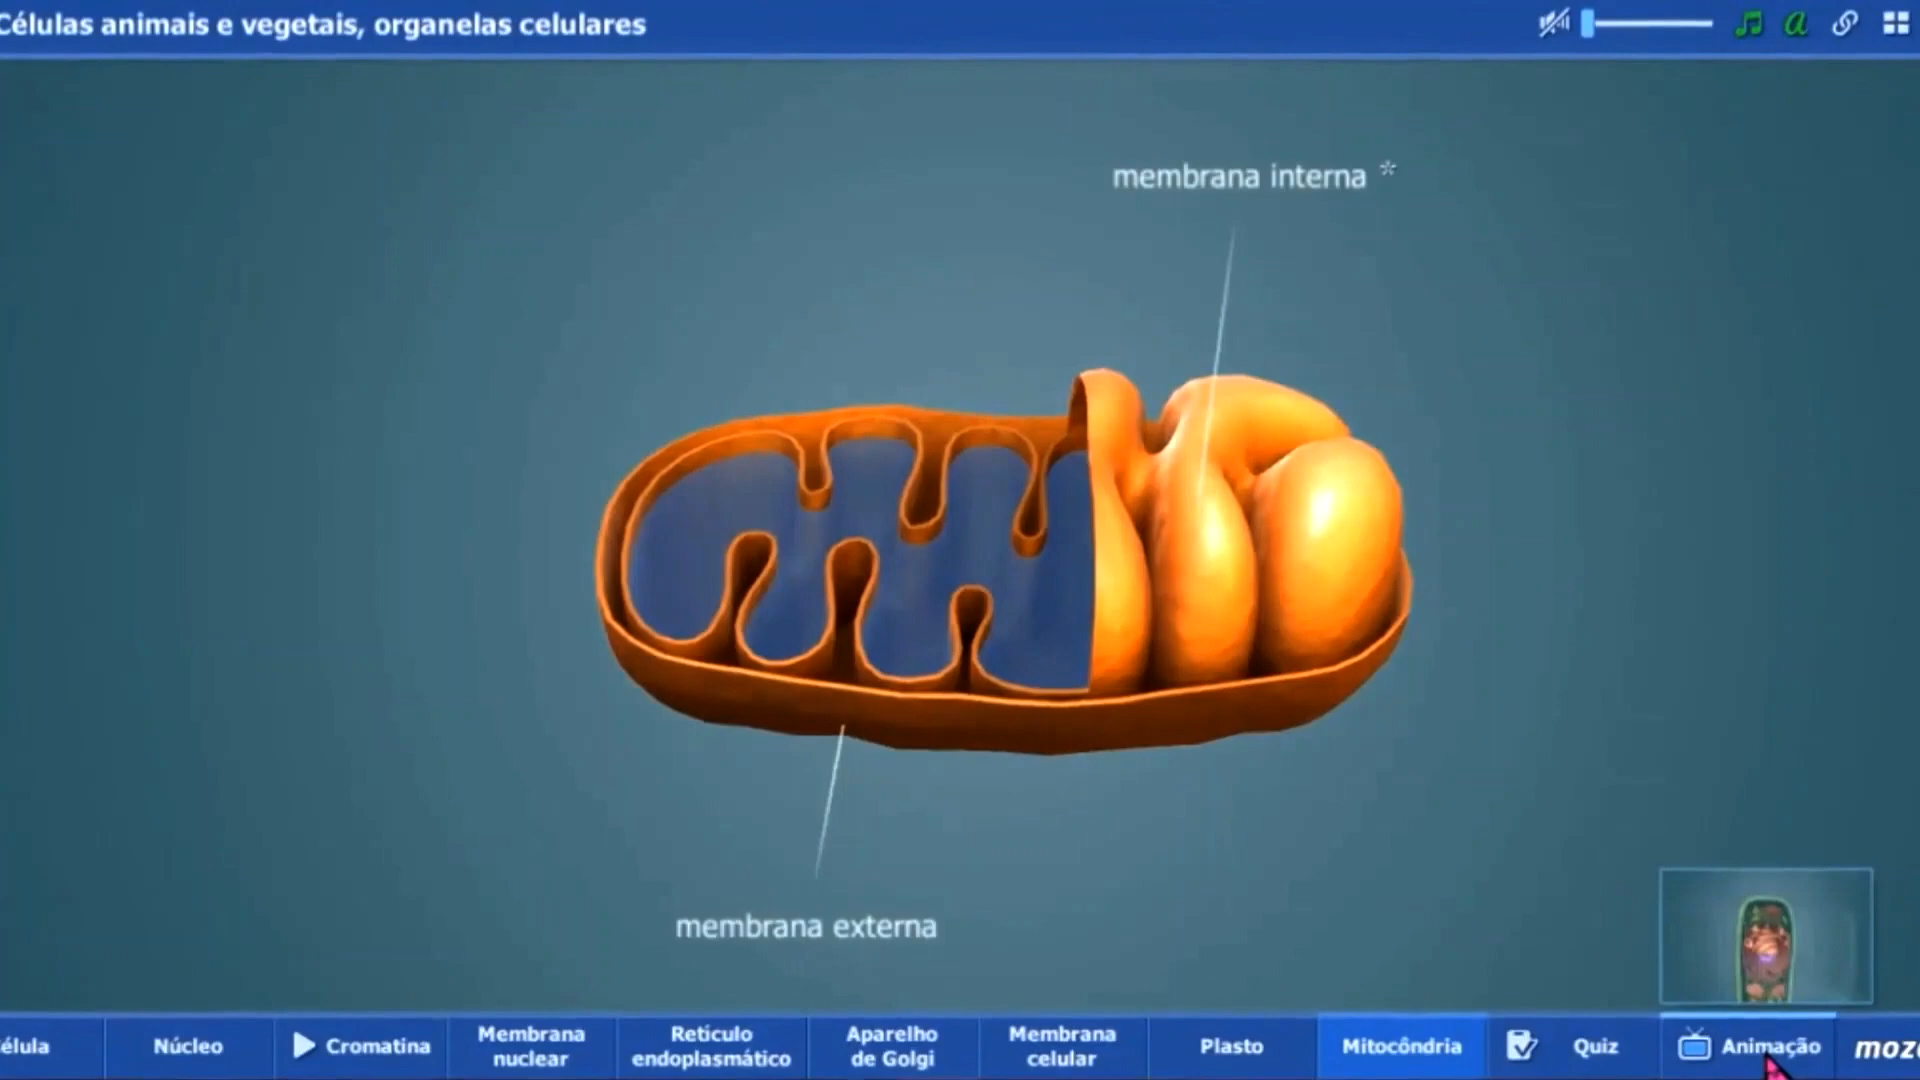 Células animais e vegetais, organelas celulares
membrana interna *
membrana externa
élula
Núcleo
Cromatina
Membrana
nuclear
Retículo
endoplasmático
Aparelho
de Golgi
Membrana
celular
Plasto
Mitocôndria
Quiz
Animação
moz